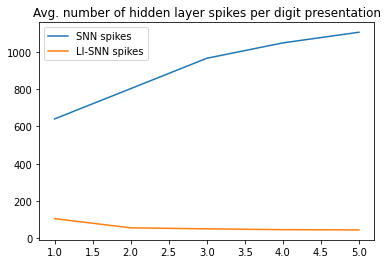 Avg. number of hidden layer spikes per digit presentation
SNN spikes
LI-SNN spikes
1000
800
600
400
200
0
1.0 1.5 2.0 2.5 3.0 3.5 4.0 4.5 5.0